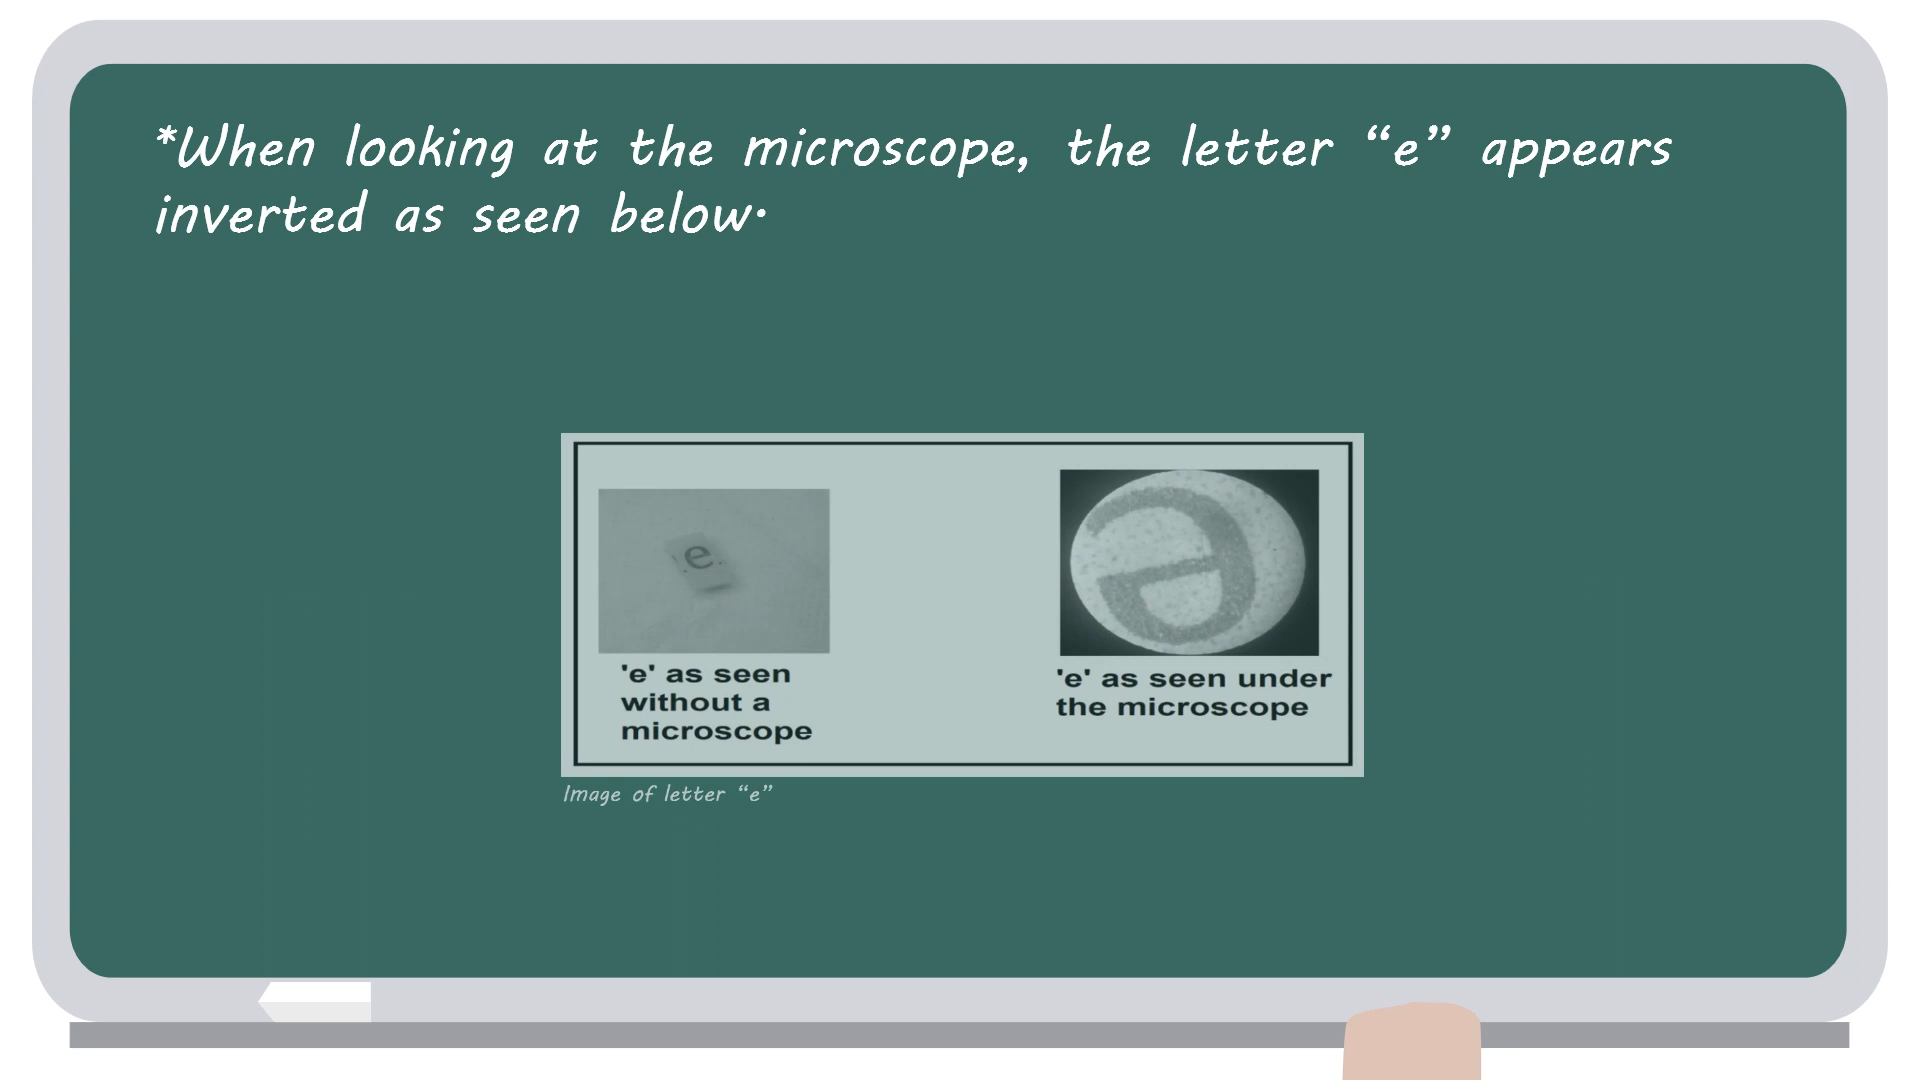 *When looking at the microscope, the letter “e” appears
inverted as seen below.
e
'e' as seen
without a
microscope
'e' as seen under
the microscope
Image of letter “e”